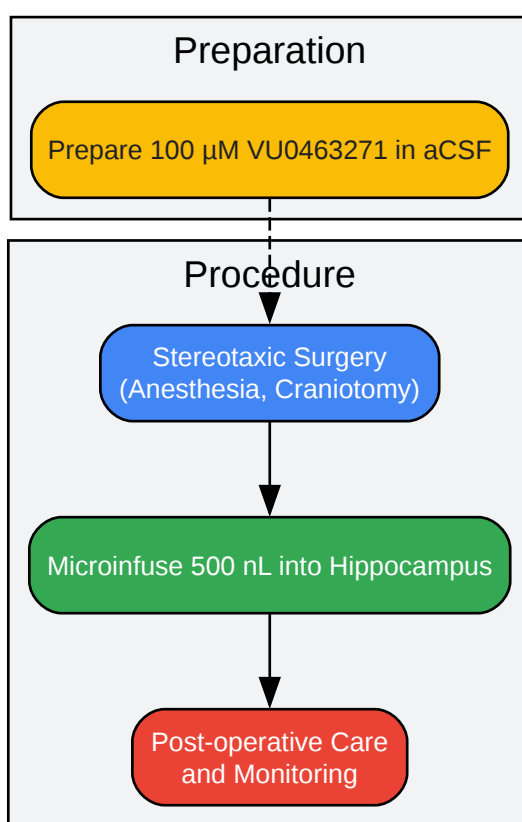 Preparation
Prepare 100 µM VU0463271 in aCSF
Procedure
Stereotaxic Surgery
(Anesthesia, Craniotomy)
Microinfuse 500 nL into Hippocampus
Post-operative Care
and Monitoring